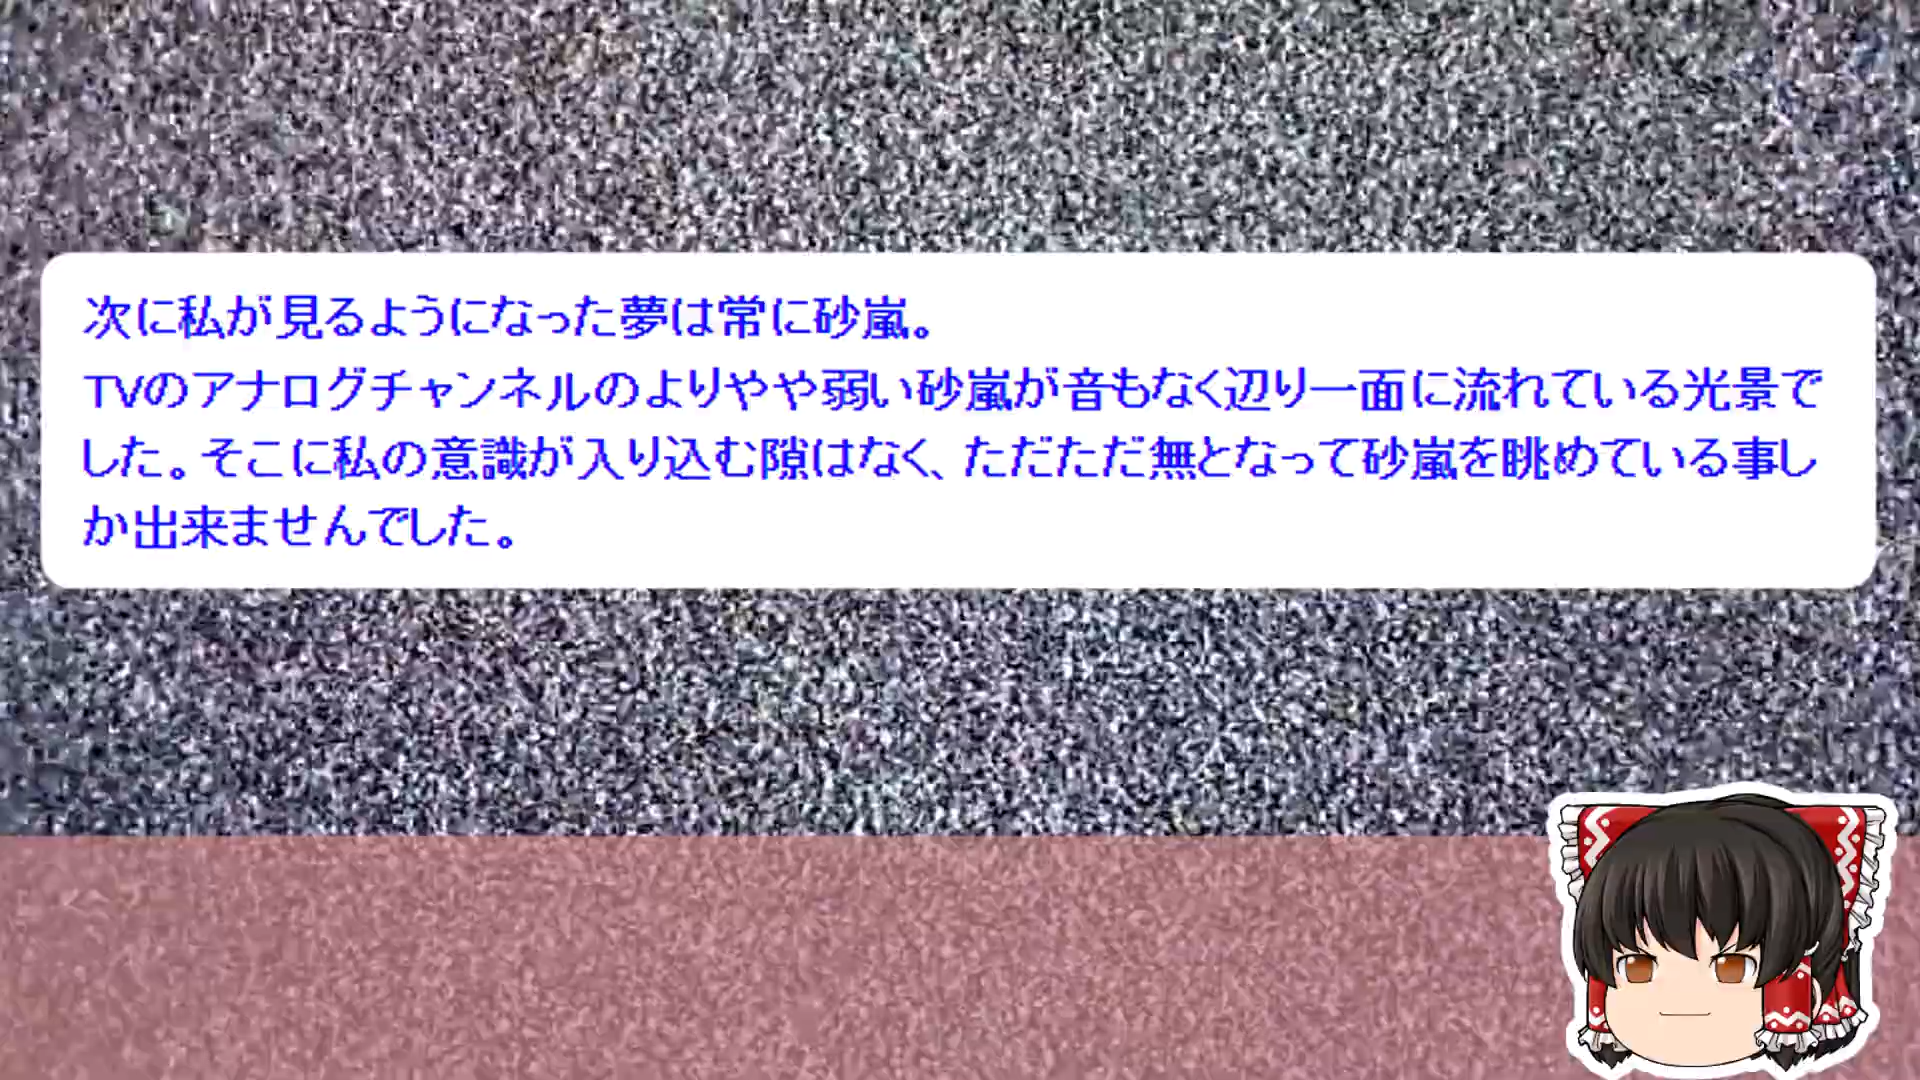 次に私が見るようになった夢は常に砂嵐。
TVのアナログチャンネルのよりやや弱い砂嵐が音もなく辺り一面に流れている光景で
した。そこに私の意識が入り込む隙はなく、ただただ無となって砂嵐を眺めている事し
か出来ませんでした。